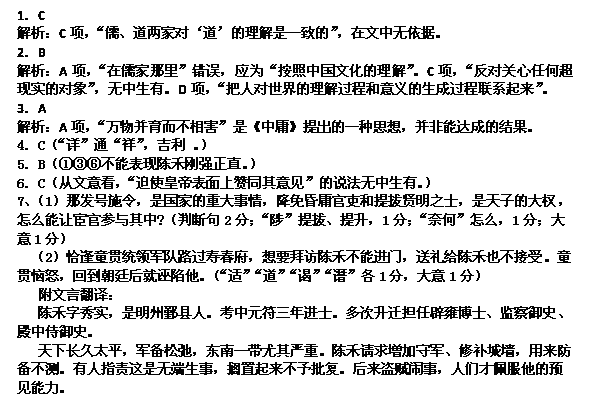 1. C
解析：C项，“儒、道两家对‘道’的理解是一致的”，在文中无依据。
2. B
解析：A项，“在儒家那里”错误，应为“按照中国文化的理解”。C项，“反对关心任何超
现实的对象”，无中生有。D项，“把人对世界的理解过程和意义的生成过程联系起来”。
3. A
解析：A项，“万物并育而不相害”是《中庸》提出的一种思想，并非能达成的结果。
4. C（“详”通“祥”，吉利 。）
5. B（①③⑥不能表现陈禾刚强正直。）
6. C（从文意看，“迫使皇帝表面上赞同其意见”的说法无中生有。）
7、（1）那发号施令，是国家的重大事情，降免昏庸官吏和提拔贤明之士，是天子的大权，
怎么能让宦官参与其中？（判断句2分；“陟”提拔、提升，1分；“奈何”怎么，1分；大
意1分）
（2）恰逢童贯统领军队路过寿春府，想要拜访陈禾不能进门，送礼给陈禾也不接受。童
贯恼怒，回到朝廷后就诬陷他。（“适”“道”“谒”“谮”各1分，大意1分）
附文言翻译：
陈禾字秀实，是明州鄞县人。考中元符三年进士。多次升迁担任辟雍博士、监察御史、
殿中侍御史。
天下长久太平，军备松弛，东南一带尤其严重。陈禾请求增加守军、修补城墙，用来防
备不测。有人指责这是无端生事，搁置起来不予批复。后来盗贼闹事，人们才佩服他的预
见能力。